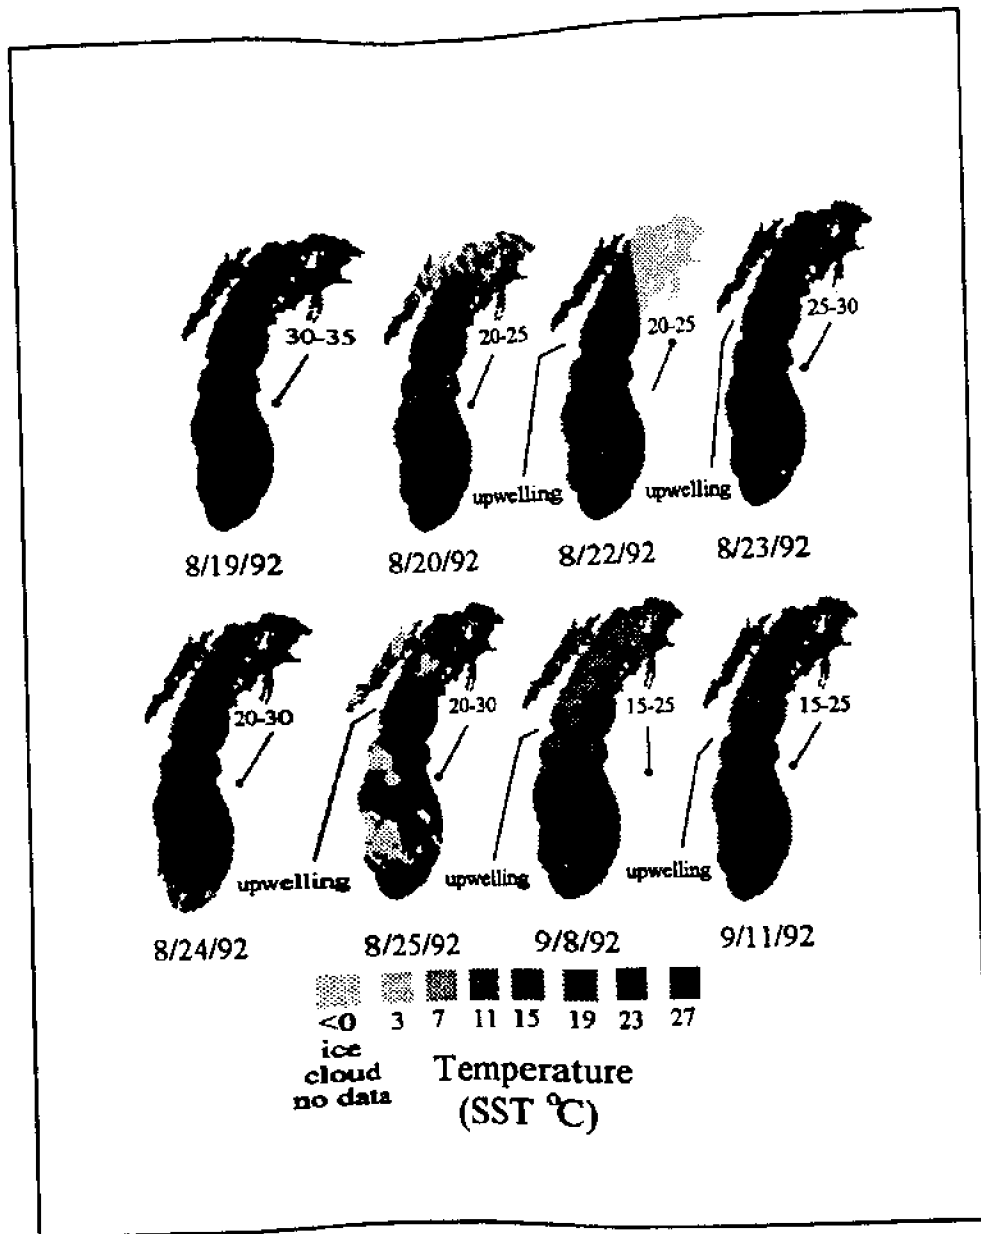 30-35
20-25
20-25
25-30
upwelling
upwelling
8/19/92
8/20/92
8/22/92
8/23/92
20-30
20-30
15-25
15-25
upwelling
upwelling
upwelling
8/24/92
8/25/92
9/8/92
9/11/92
<0 3 7 11 15 19 23 27
ice
cloud
no data
Temperature
(SST °C)